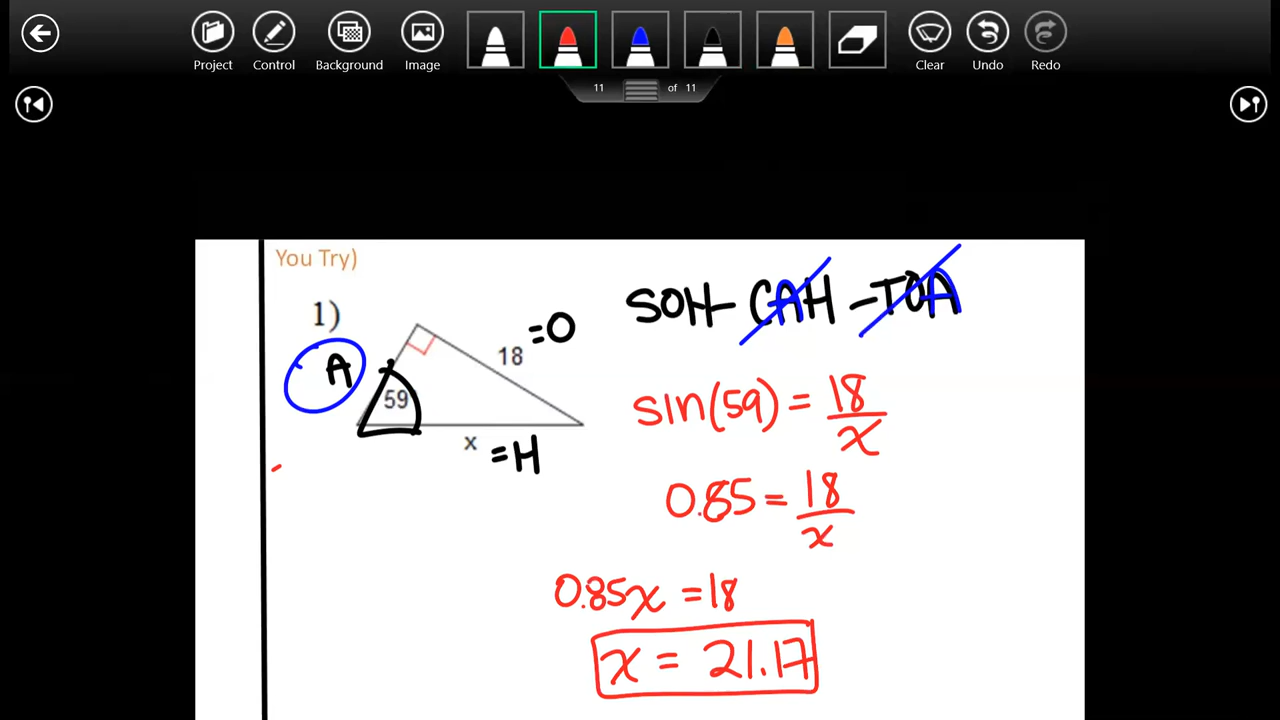 Project Control Background Image Clear Undo Redo
11 of 11
You Try)
SOH - CAH - TOA
1)
=O
18
A
59
x
=H
sin(59) = 18/x
0.85 = 18/x
0.85x = 18
x = 21.17